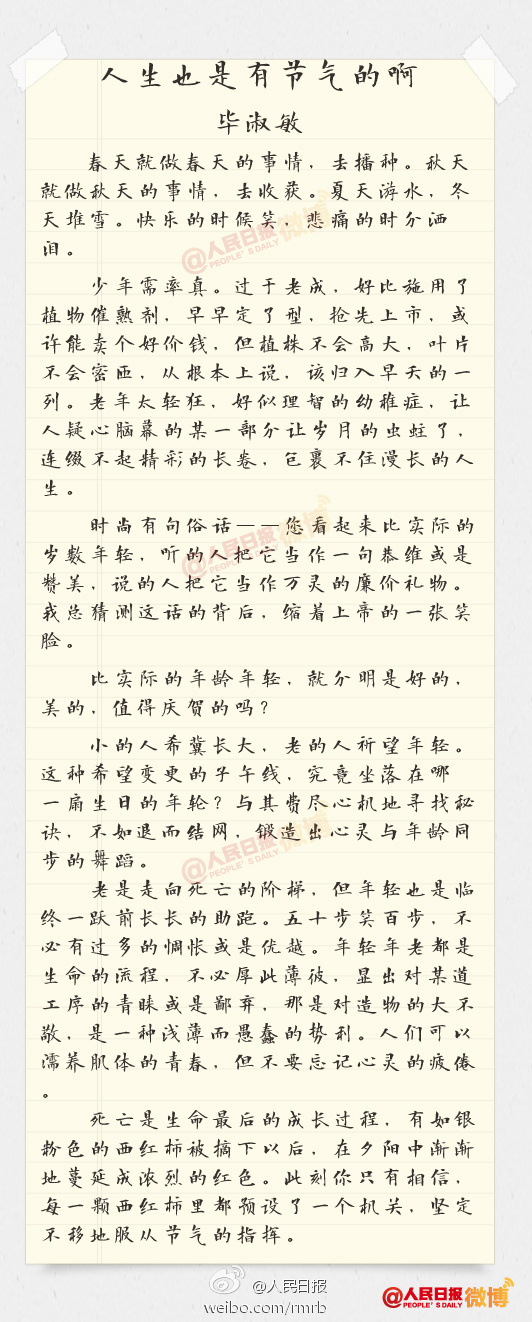 人生也是有节气的啊
毕淑敏
春天就做春天的事情，去播种。秋天
就做秋天的事情，去收获。夏天游水，冬
天堆雪。快乐的时候笑，悲痛的时分洒
泪。
少年需率真。过于老成，好比施用了
植物催熟剂，早早定了型，抢先上市，或
许能卖个好价钱，但植株不会高大，叶片
不会密匝，从根本上说，该归入早夭的一
列。老年太轻狂，好似理智的幼稚症，让
人疑心脑幕的某一部分让岁月的虫蛀了，
连缀不起精彩的长卷，包裹不住漫长的人
生。
时尚有句俗话——您看起来比实际的
岁数年轻，听的人把它当作一句恭维或是
赞美，说的人把它当作万灵的廉价礼物。
我总猜测这话的背后，缩着上帝的一张笑
脸。
比实际的年龄年轻，就分明是好的，
美的，值得庆贺的吗？
小的人希冀长大，老的人祈望年轻。
这种希望变更的子午线，究竟坐落在哪
一扇生日的年轮？与其费尽心机地寻找秘
诀，不如退而结网，锻造出心灵与年龄同
步的舞蹈。
老是走向死亡的阶梯，但年轻也是临
终一跃前长长的助跑。五十步笑百步，不
必有过多的惆怅或是优越。年轻年老都是
生命的流程，不必厚此薄彼，显出对某道
工序的青睐或是鄙弃，那是对造物的大不
敬，是一种浅薄而愚蠢的势利。人们可以
濡养肌体的青春，但不要忘记心灵的疲倦
。
死亡是生命最后的成长过程，有如银
粉色的西红柿被摘下以后，在夕阳中渐渐
地蔓延成浓烈的红色。此刻你只有相信，
每一颗西红柿里都预设了一个机关，坚定
不移地服从节气的指挥。
@人民日报
PEOPLE'S DAILY
微博
@人民日报
PEOPLE'S DAILY
微博
@人民日报
PEOPLE'S DAILY
微博
@人民日报
weibo.com/rmrb
@人民日报
PEOPLE'S DAILY
微博